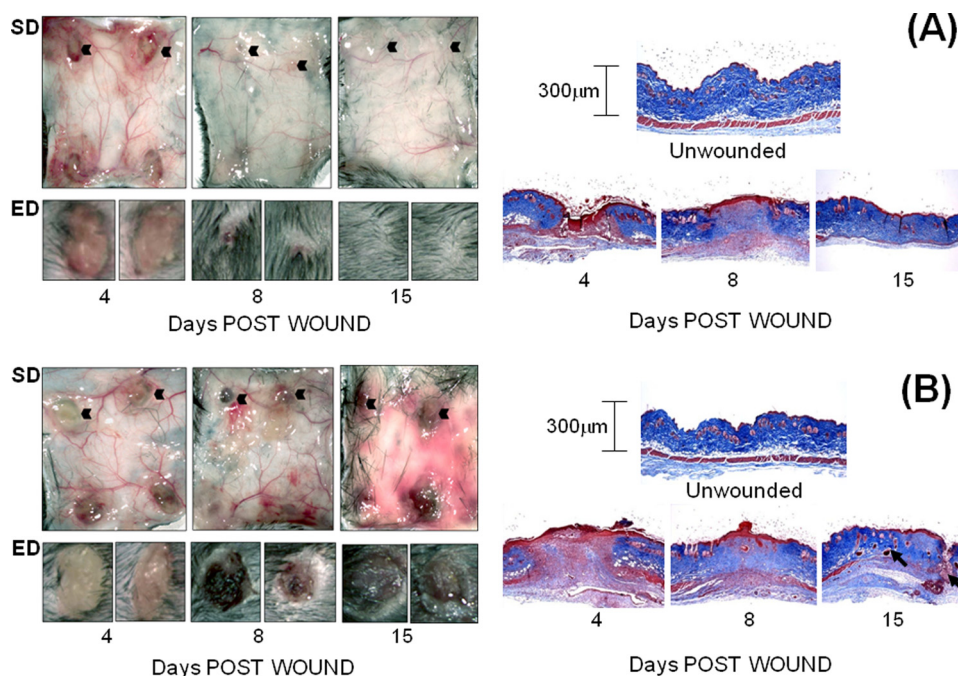 SD
(A)
300µm
Unwounded
ED
4 8 15
Days POST WOUND
4 8 15
Days POST WOUND
SD
(B)
300µm
Unwounded
ED
4 8 15
Days POST WOUND
4 8 15
Days POST WOUND